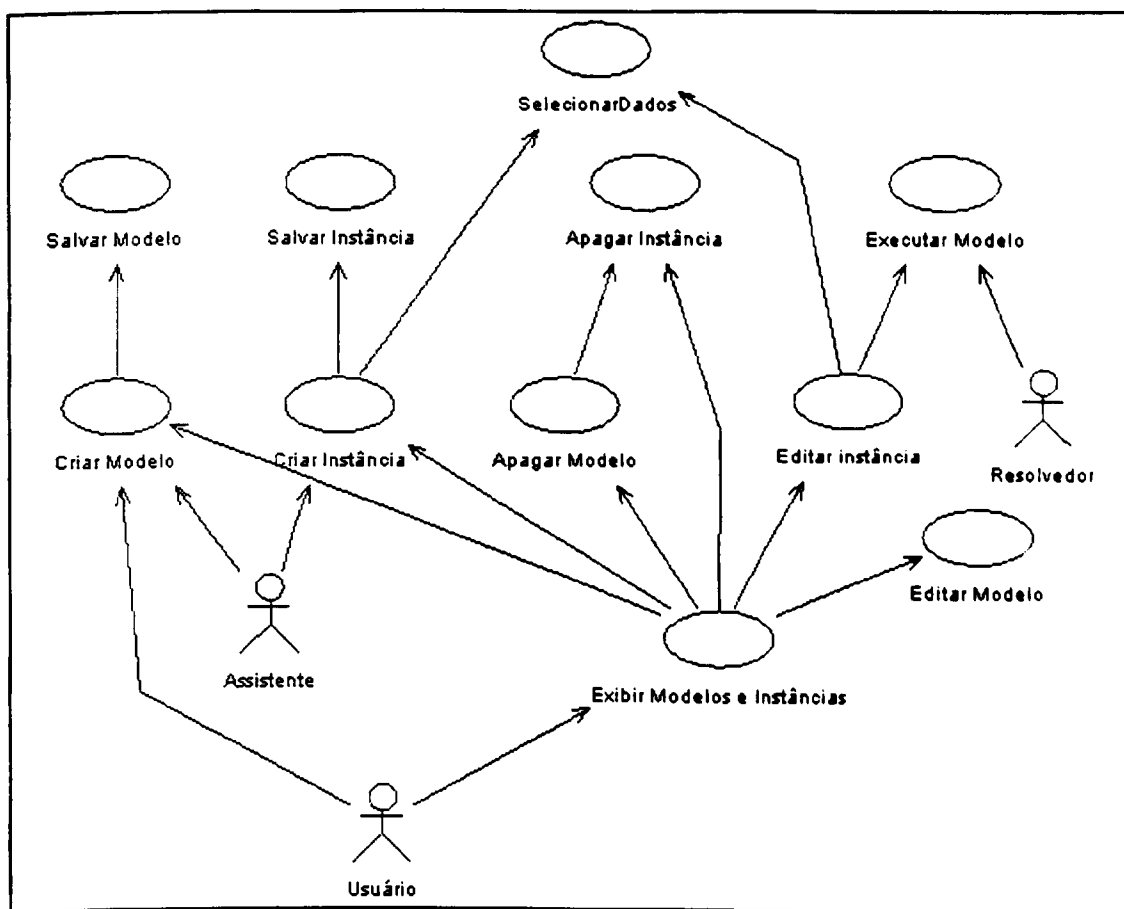 SelecionarDados
Salvar Modelo
Salvar Instância
Apagar Instância
Executar Modelo
Criar Modelo
Criar Instância
Apagar Modelo
Editar instância
Resolvedor
Editar Modelo
Assistente
Exibir Modelos e Instâncias
Usuário